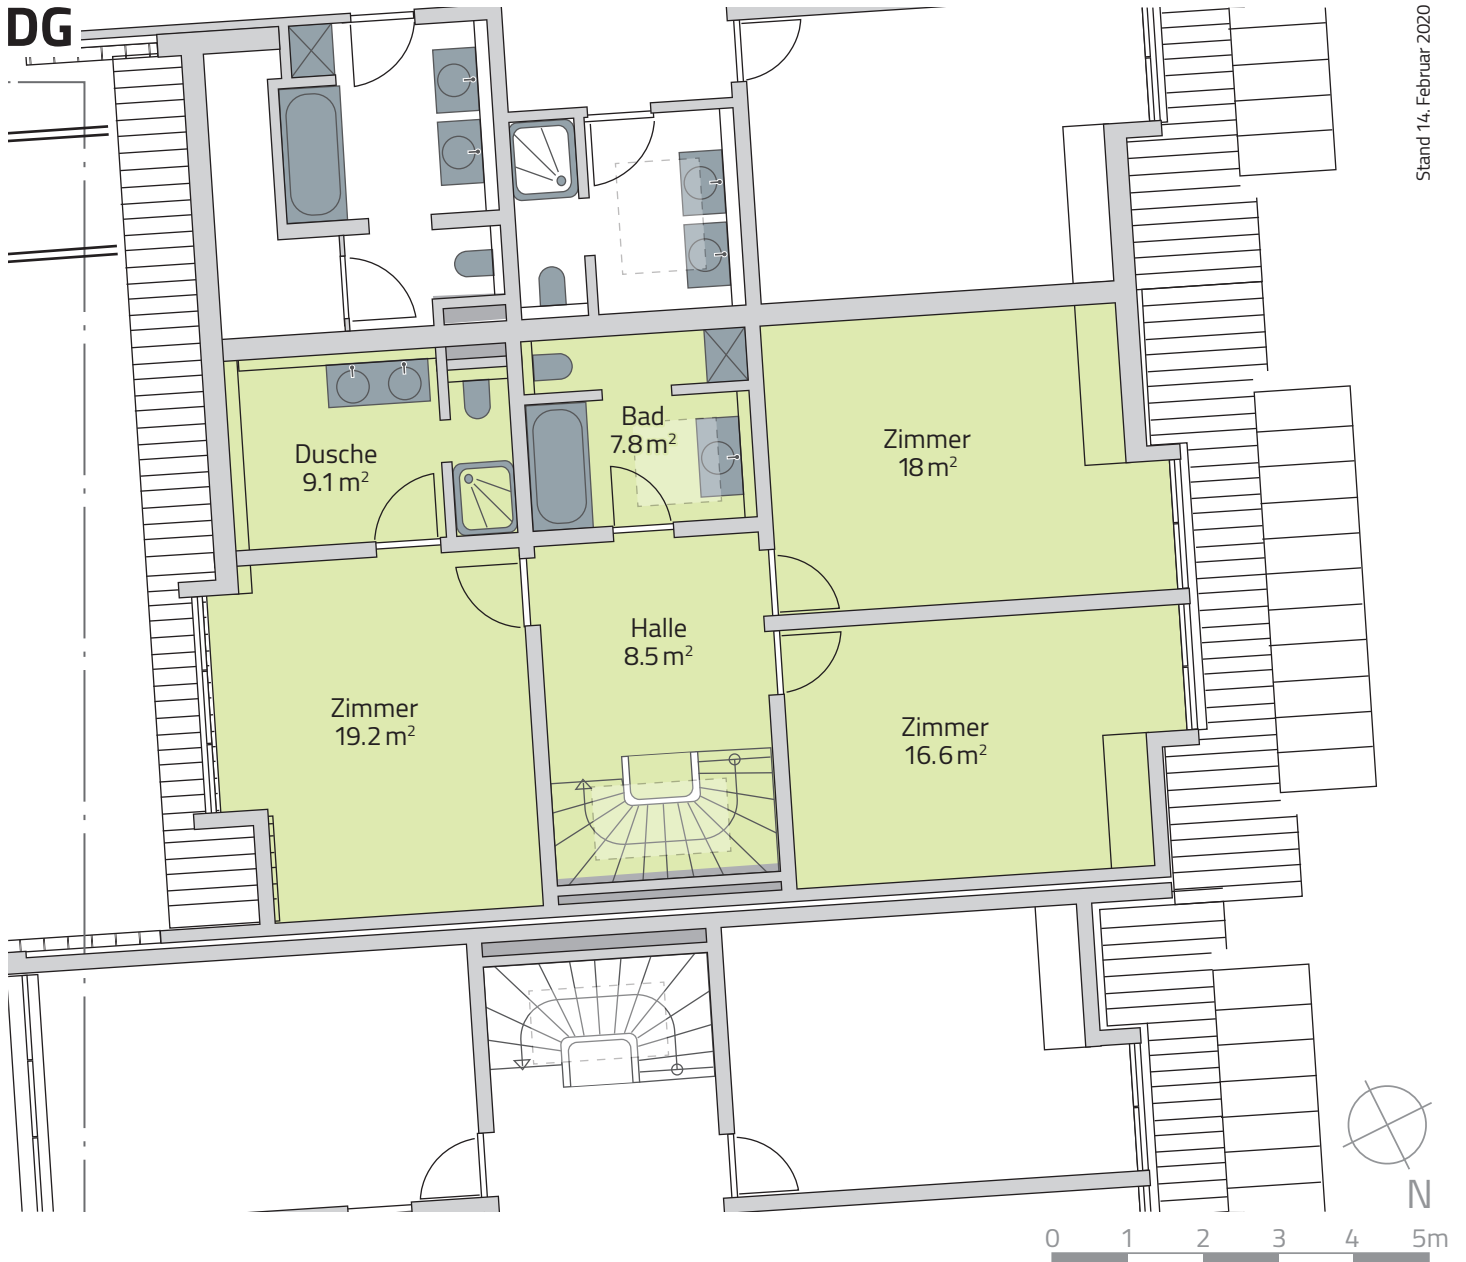 DG
Stand 14. Februar 2020
Dusche
9.1 m²
Bad
7.8 m²
Zimmer
18 m²
Halle
8.5 m²
Zimmer
19.2 m²
Zimmer
16.6 m²
N
0 1 2 3 4 5m